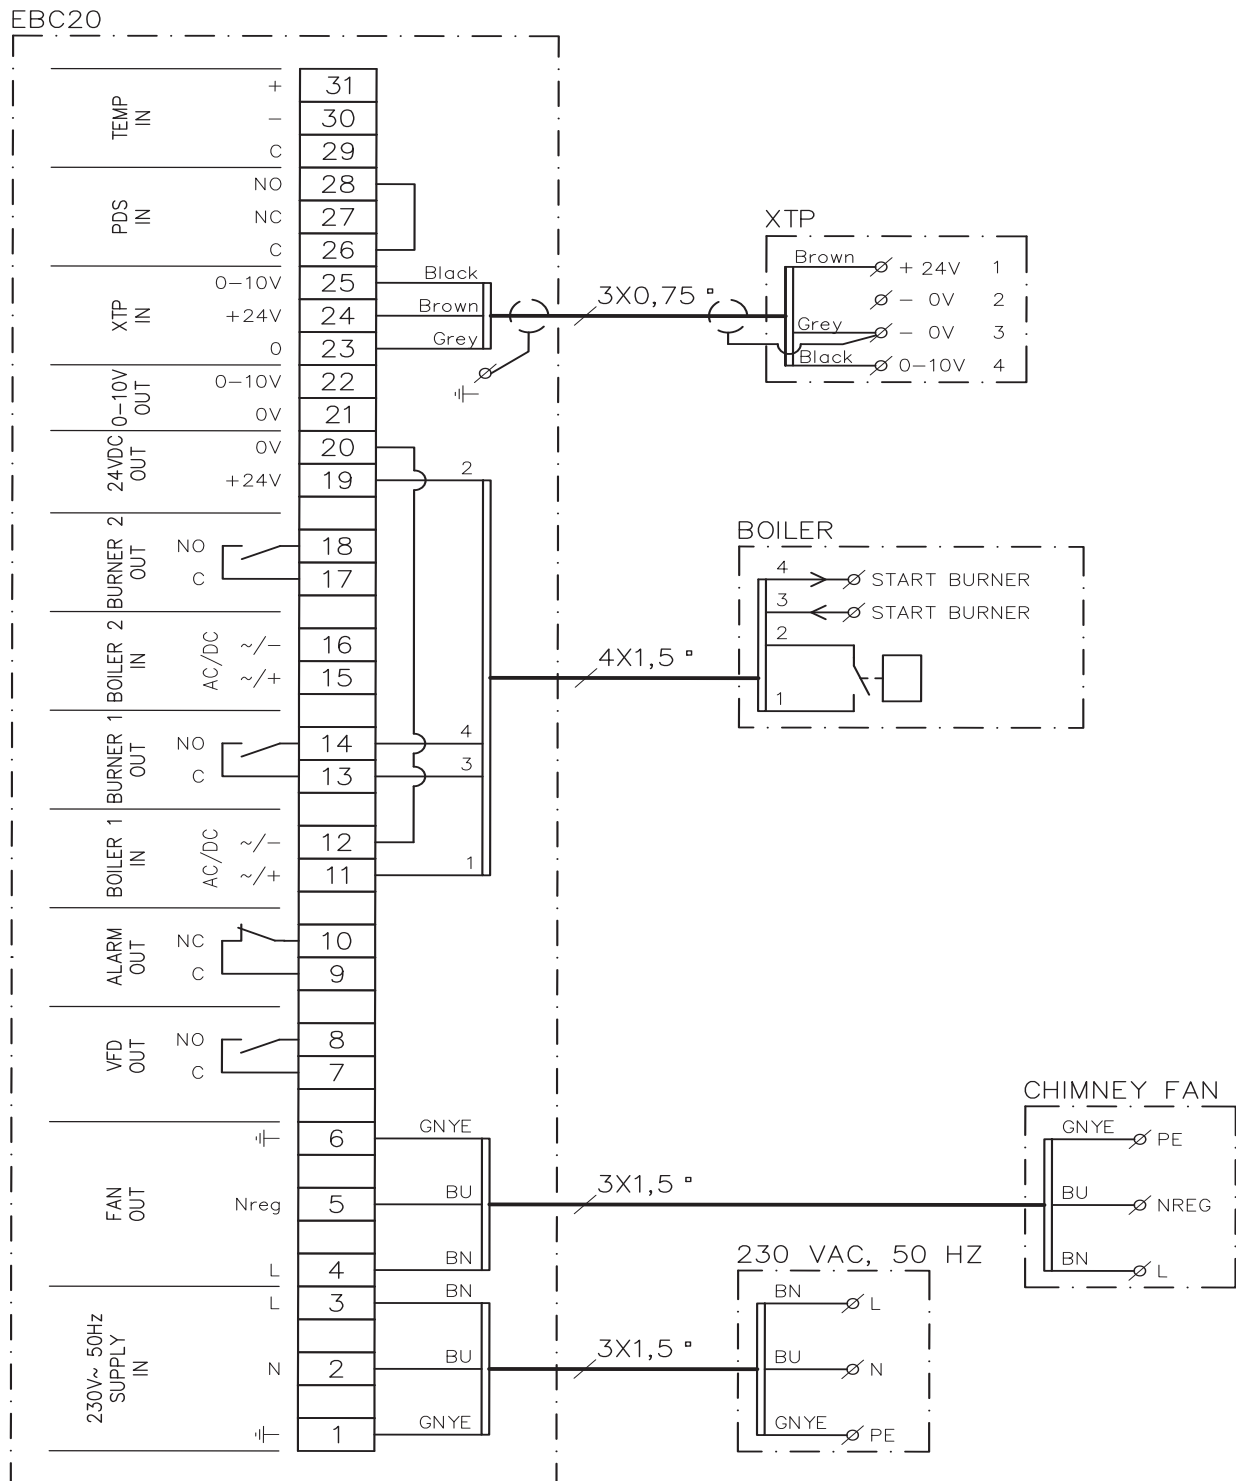 EBC20
TEMP IN
+ 31
− 30
C 29
PDS IN
NO 28
NC 27
C 26
XTP IN
0−10V 25 Black
+24V 24 Brown
0 23 Grey
3X0,75 ▫
XTP
Brown + 24V 1
− 0V 2
Grey − 0V 3
Black 0−10V 4
0−10V OUT
0−10V 22
0V 21
24VDC OUT
0V 20
+24V 19 2
BURNER 2 OUT
NO 18
C 17
BOILER 2 IN
AC/DC
~/− 16
~/+ 15
4X1,5 ▫
BOILER
4 START BURNER
3 START BURNER
2
1
BURNER 1 OUT
NO 14 4
C 13 3
BOILER 1 IN
AC/DC
~/− 12
~/+ 11 1
ALARM OUT
NC 10
C 9
VFD OUT
NO 8
C 7
FAN OUT
6 GNYE
Nreg 5 BU
L 4 BN
3X1,5 ▫
CHIMNEY FAN
GNYE PE
BU NREG
BN L
230V~ 50Hz SUPPLY IN
L 3 BN
N 2 BU
1 GNYE
3X1,5 ▫
230 VAC, 50 HZ
BN L
BU N
GNYE PE